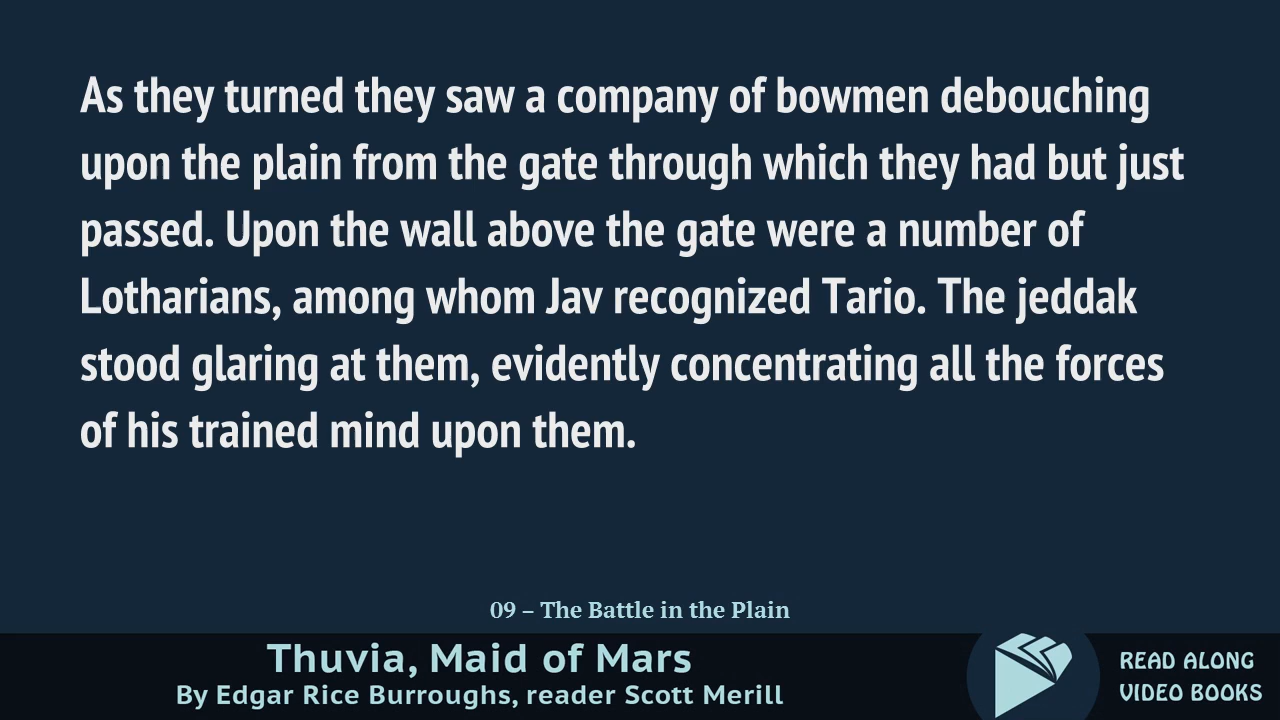 As they turned they saw a company of bowmen debouching
upon the plain from the gate through which they had but just
passed. Upon the wall above the gate were a number of
Lotharians, among whom Jav recognized Tario. The jeddak
stood glaring at them, evidently concentrating all the forces
of his trained mind upon them.
09 – The Battle in the Plain
Thuvia, Maid of Mars
By Edgar Rice Burroughs, reader Scott Merill
READ ALONG
VIDEO BOOKS